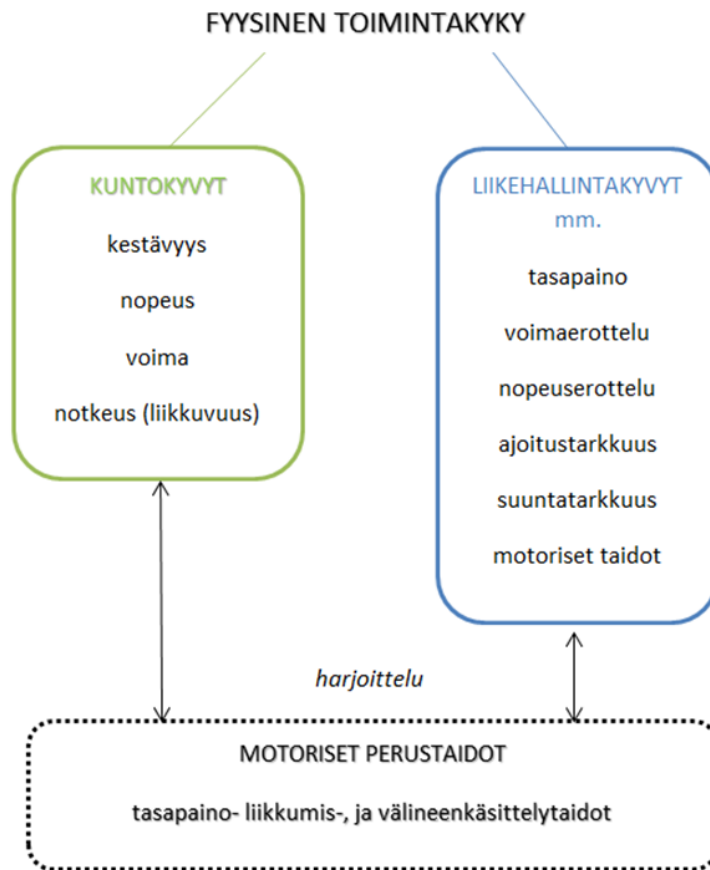 FYYSINEN TOIMINTAKYKY
KUNTOKYVYT
kestävyys
nopeus
voima
notkeus (liikkuvuus)
LIIKEHALLINTAKYVYT
mm.
tasapaino
voimaerottelu
nopeuserottelu
ajoitustarkkuus
suuntatarkkuus
motoriset taidot
harjoittelu
MOTORISET PERUSTAIDOT
tasapaino- liikkumis-, ja välineenkäsittelytaidot